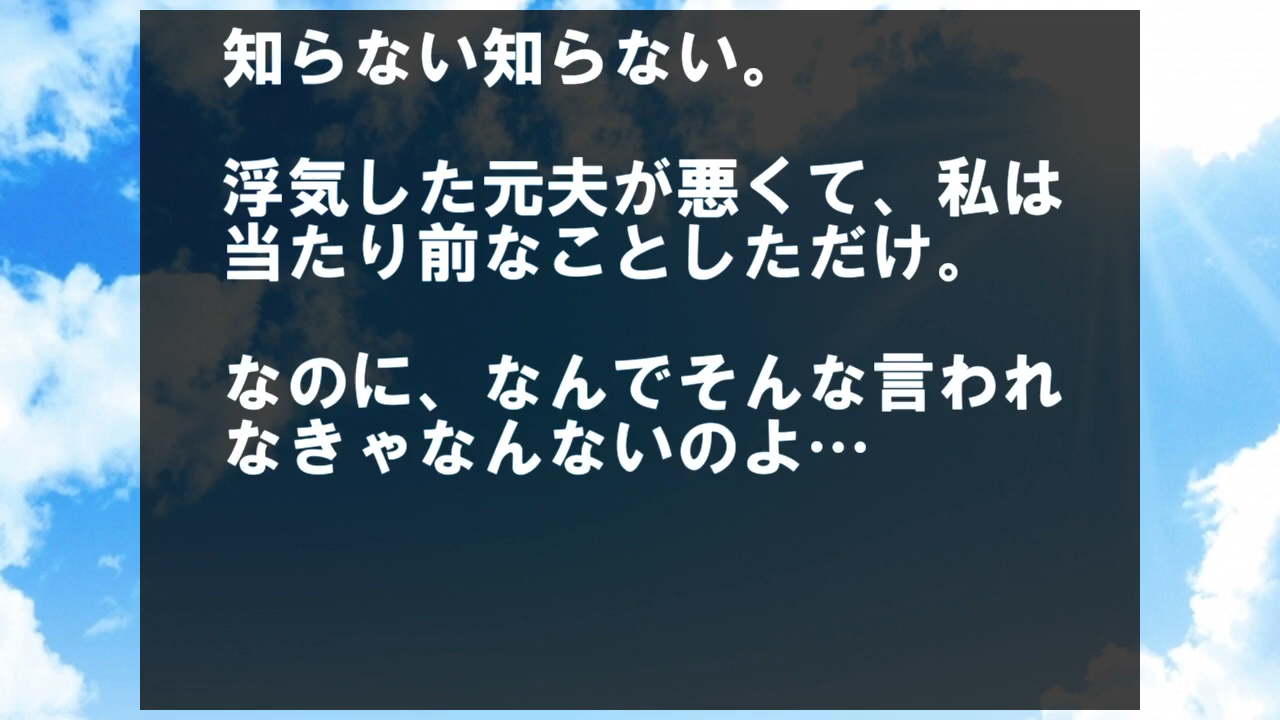 知らない知らない。
浮気した元夫が悪くて、私は
当たり前なことしただけ。
なのに、なんでそんな言われ
なきゃなんないのよ…